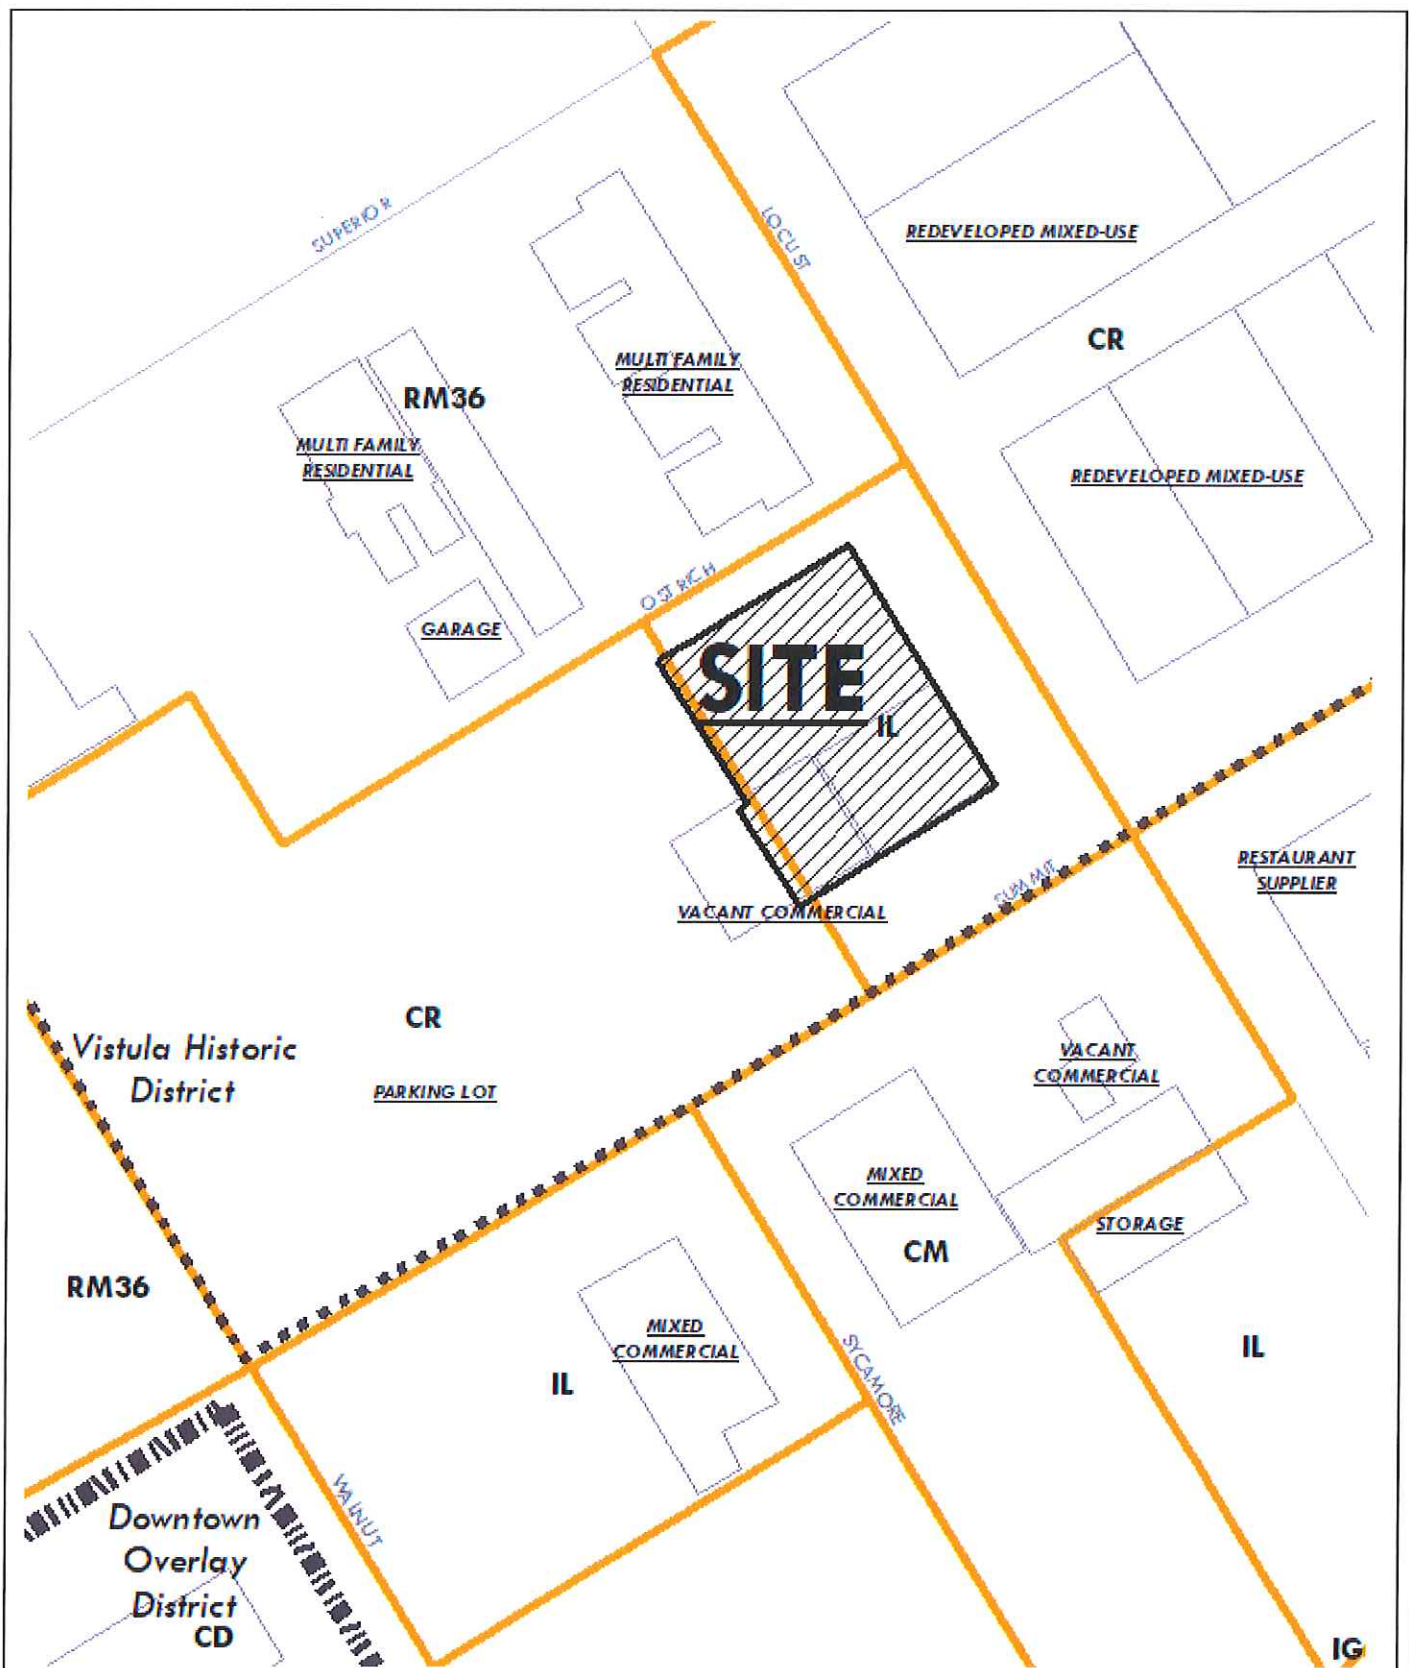 SUPERIOR
LOCUST
REDEVELOPED MIXED-USE
CR
MULTI FAMILY
RESIDENTIAL
RM36
MULTI FAMILY
RESIDENTIAL
REDEVELOPED MIXED-USE
OSTRICH
GARAGE
SITE
IL
RESTAURANT
SUPPLIER
SUMMIT
VACANT COMMERCIAL
CR
Vistula Historic
District
PARKING LOT
VACANT
COMMERCIAL
MIXED
COMMERCIAL
STORAGE
CM
RM36
MIXED
COMMERCIAL
IL
SYCAMORE
IL
WALNUT
Downtown
Overlay
District
CD
IG